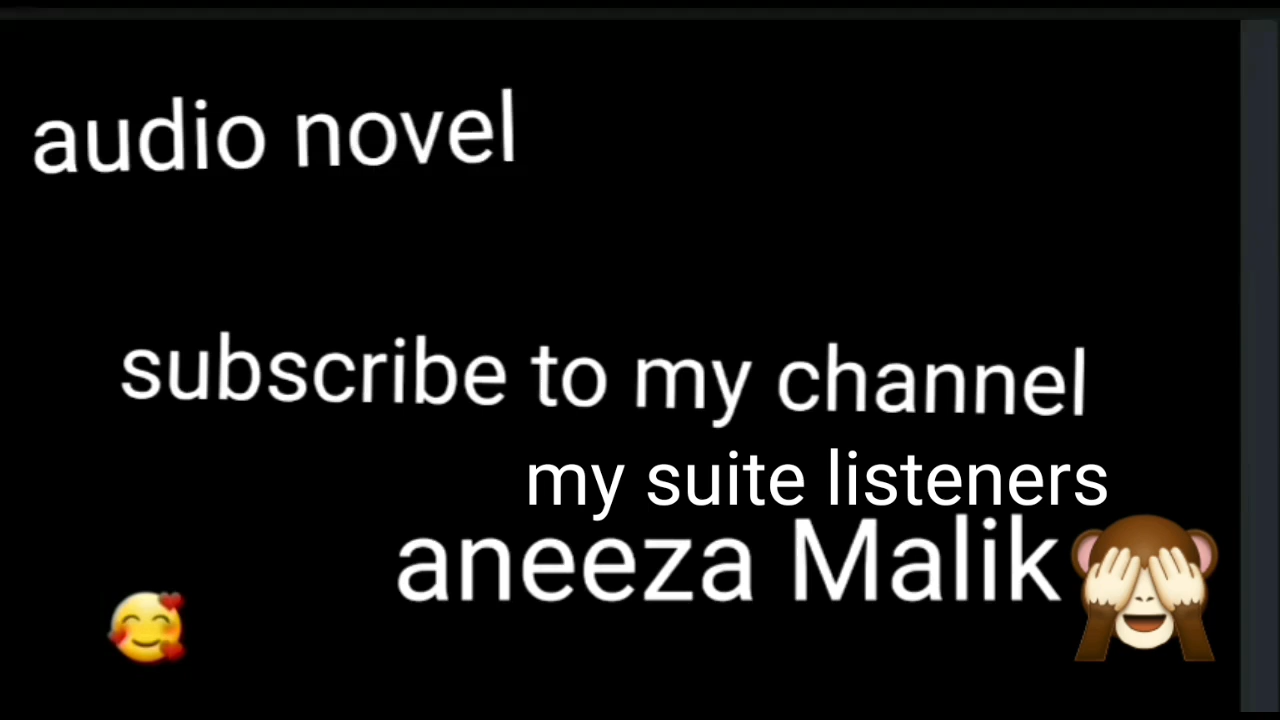 audio novel
subscribe to my channel
my suite listeners
aneeza Malik